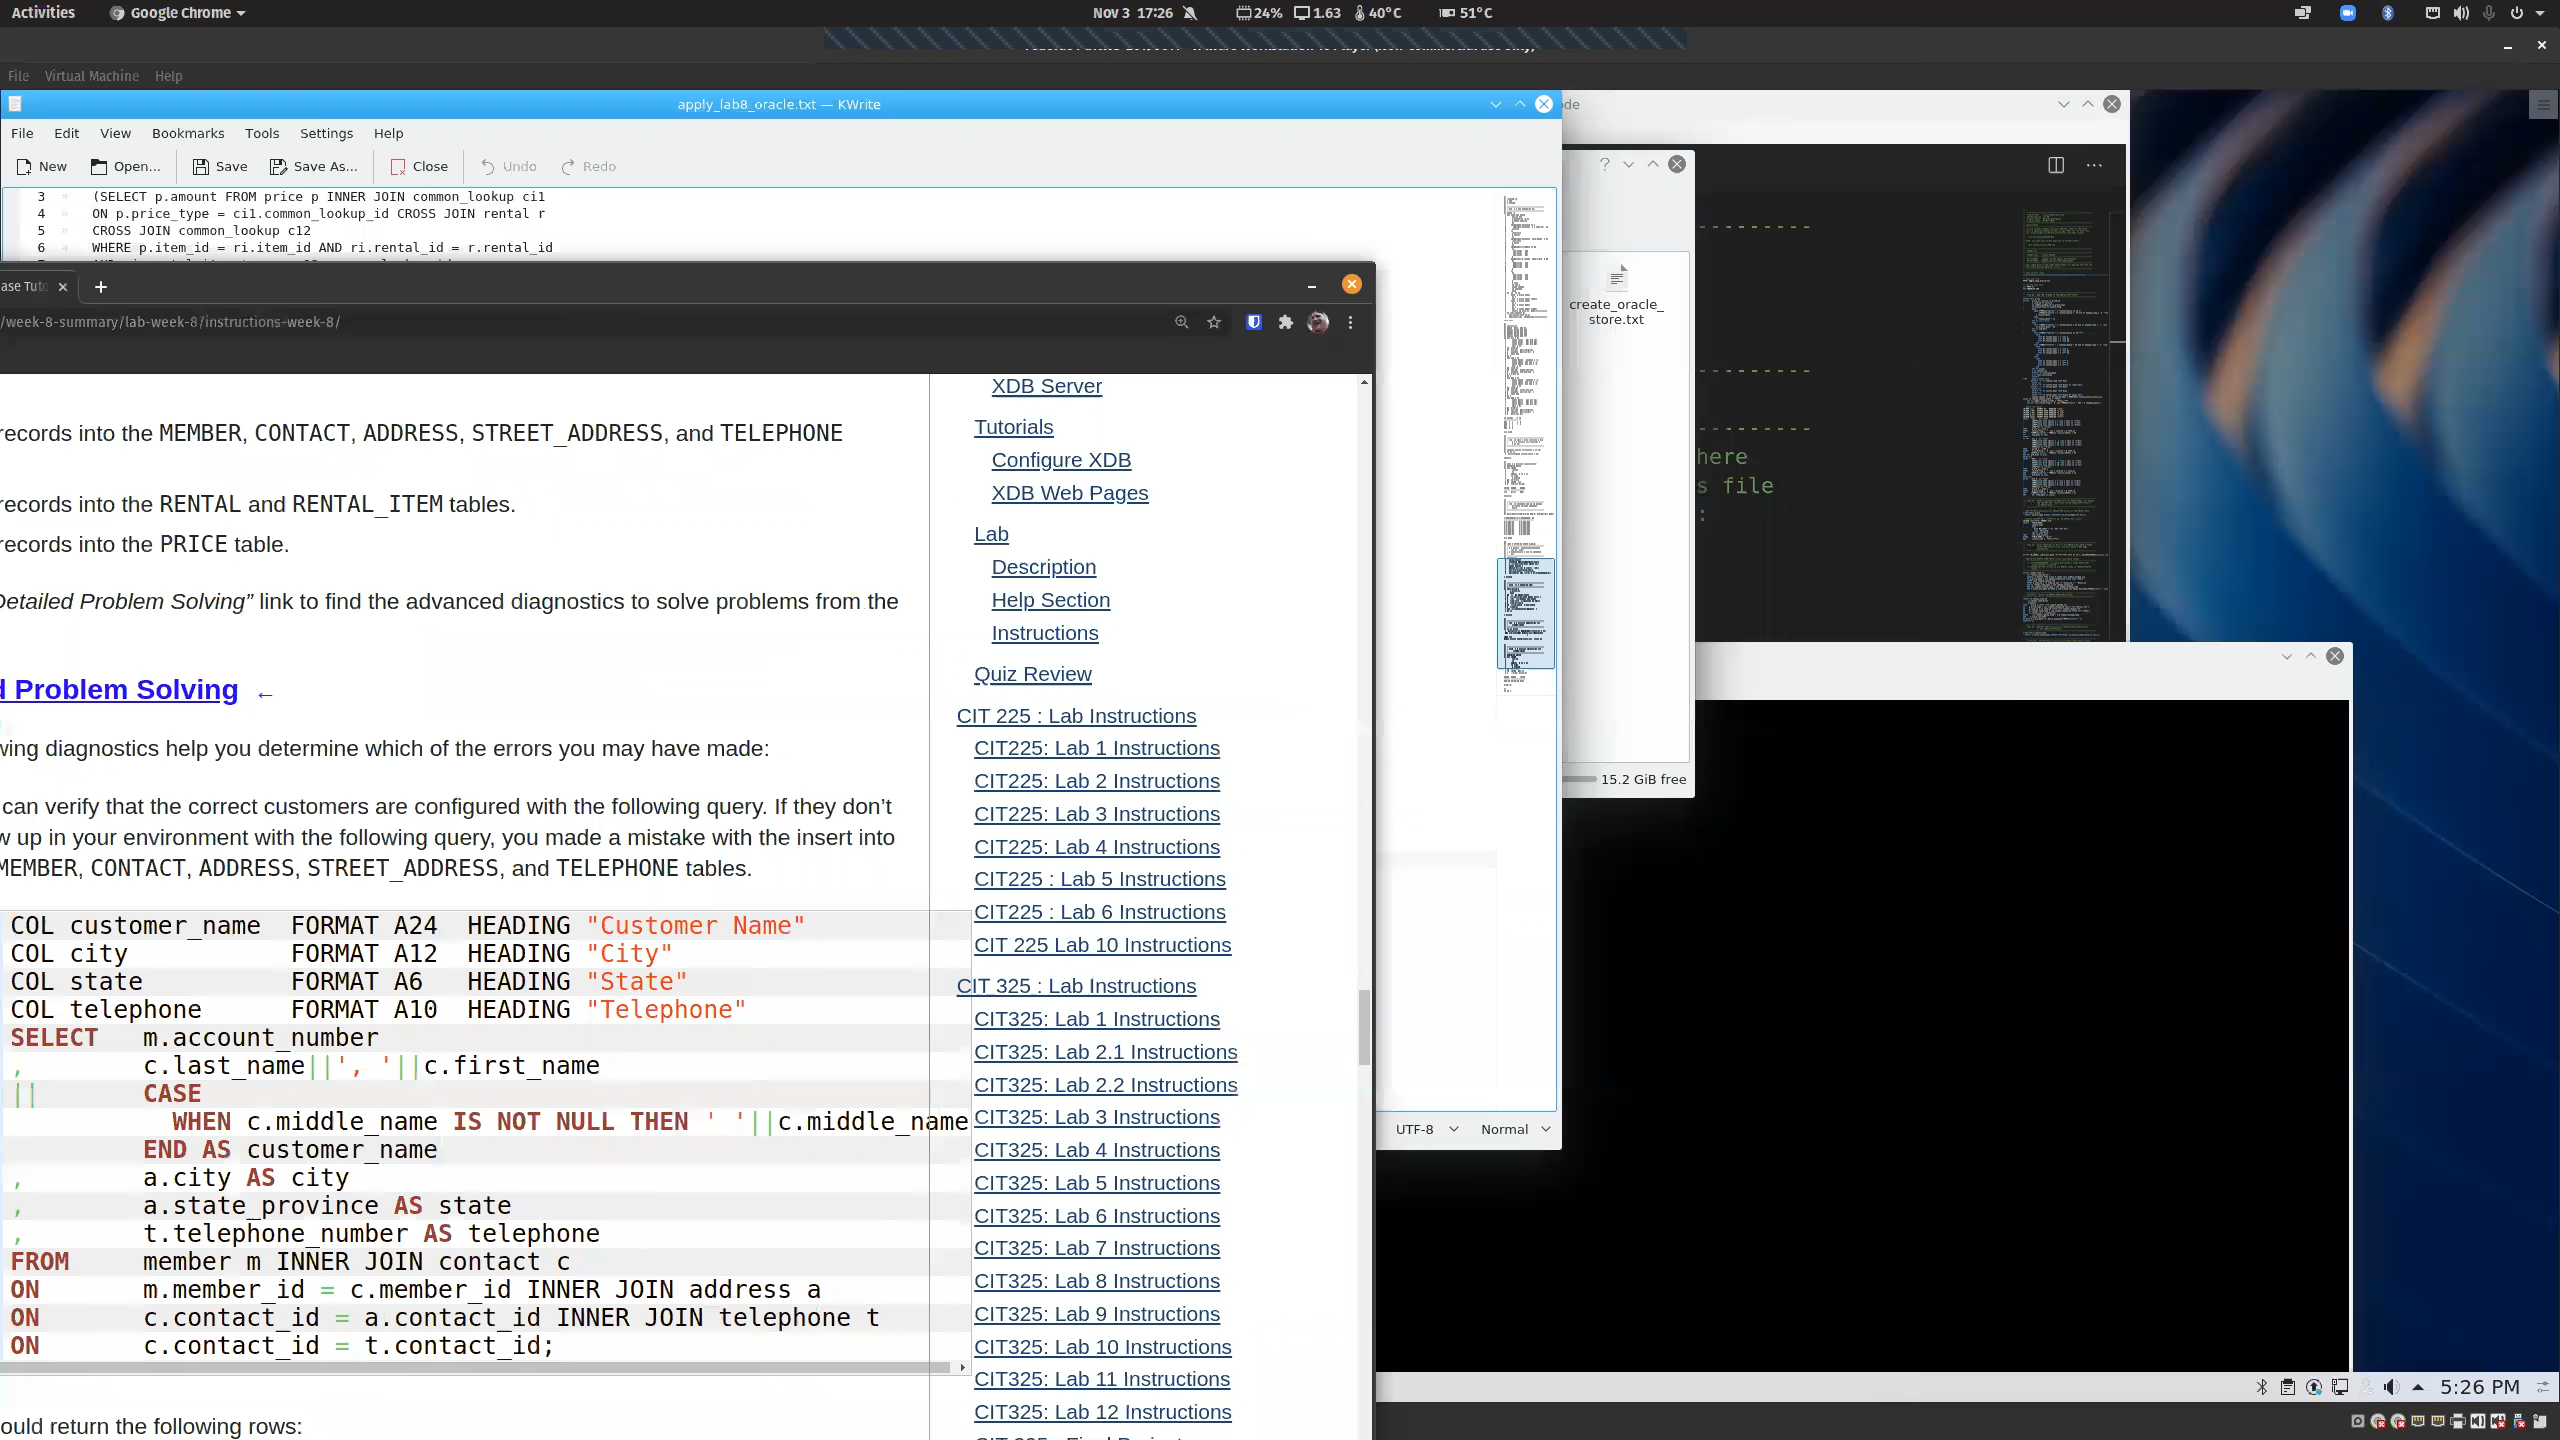 Activities
Google Chrome
Nov 3 17:26
24%
1.63
40°C
51°C
File Virtual Machine Help
apply_lab8_oracle.txt — KWrite
File Edit View Bookmarks Tools Settings Help
New Open... Save Save As... Close Undo Redo
3 » (SELECT p.amount FROM price p INNER JOIN common_lookup ci1
4 » ON p.price_type = ci1.common_lookup_id CROSS JOIN rental r
5 » CROSS JOIN common_lookup c12
6 » WHERE p.item_id = ri.item_id AND ri.rental_id = r.rental_id
ase Tuto
/week-8-summary/lab-week-8/instructions-week-8/
records into the MEMBER, CONTACT, ADDRESS, STREET_ADDRESS, and TELEPHONE
records into the RENTAL and RENTAL_ITEM tables.
records into the PRICE table.
Detailed Problem Solving” link to find the advanced diagnostics to solve problems from the
d Problem Solving ←
wing diagnostics help you determine which of the errors you may have made:
can verify that the correct customers are configured with the following query. If they don’t
w up in your environment with the following query, you made a mistake with the insert into
MEMBER, CONTACT, ADDRESS, STREET_ADDRESS, and TELEPHONE tables.
COL customer_name FORMAT A24 HEADING "Customer Name"
COL city FORMAT A12 HEADING "City"
COL state FORMAT A6 HEADING "State"
COL telephone FORMAT A10 HEADING "Telephone"
SELECT m.account_number
, c.last_name||', '||c.first_name
|| CASE
WHEN c.middle_name IS NOT NULL THEN ' '||c.middle_name
END AS customer_name
, a.city AS city
, a.state_province AS state
, t.telephone_number AS telephone
FROM member m INNER JOIN contact c
ON m.member_id = c.member_id INNER JOIN address a
ON c.contact_id = a.contact_id INNER JOIN telephone t
ON c.contact_id = t.contact_id;
ould return the following rows:
XDB Server
Tutorials
Configure XDB
XDB Web Pages
Lab
Description
Help Section
Instructions
Quiz Review
CIT 225 : Lab Instructions
CIT225: Lab 1 Instructions
CIT225: Lab 2 Instructions
CIT225: Lab 3 Instructions
CIT225: Lab 4 Instructions
CIT225 : Lab 5 Instructions
CIT225 : Lab 6 Instructions
CIT 225 Lab 10 Instructions
CIT 325 : Lab Instructions
CIT325: Lab 1 Instructions
CIT325: Lab 2.1 Instructions
CIT325: Lab 2.2 Instructions
CIT325: Lab 3 Instructions
CIT325: Lab 4 Instructions
CIT325: Lab 5 Instructions
CIT325: Lab 6 Instructions
CIT325: Lab 7 Instructions
CIT325: Lab 8 Instructions
CIT325: Lab 9 Instructions
CIT325: Lab 10 Instructions
CIT325: Lab 11 Instructions
CIT325: Lab 12 Instructions
UTF-8 Normal
ode
create_oracle_
store.txt
15.2 GiB free
----------
----------
----------
here
s file
:
5:26 PM